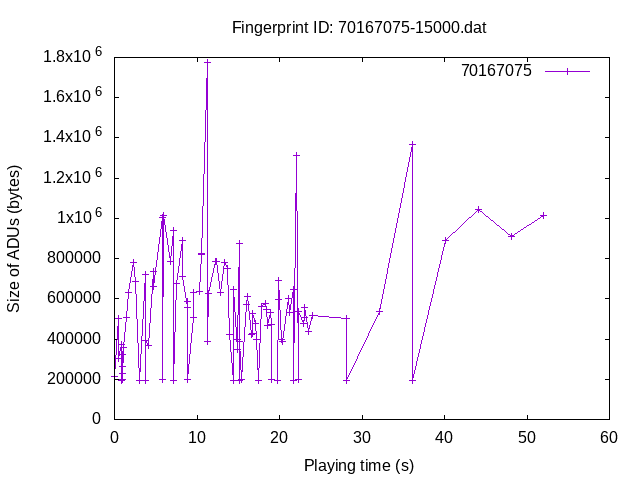 Fingerprint ID: 70167075-15000.dat
70167075
Size of ADUs (bytes)
1.8x10^6
1.6x10^6
1.4x10^6
1.2x10^6
1x10^6
800000
600000
400000
200000
0
0 10 20 30 40 50 60
Playing time (s)